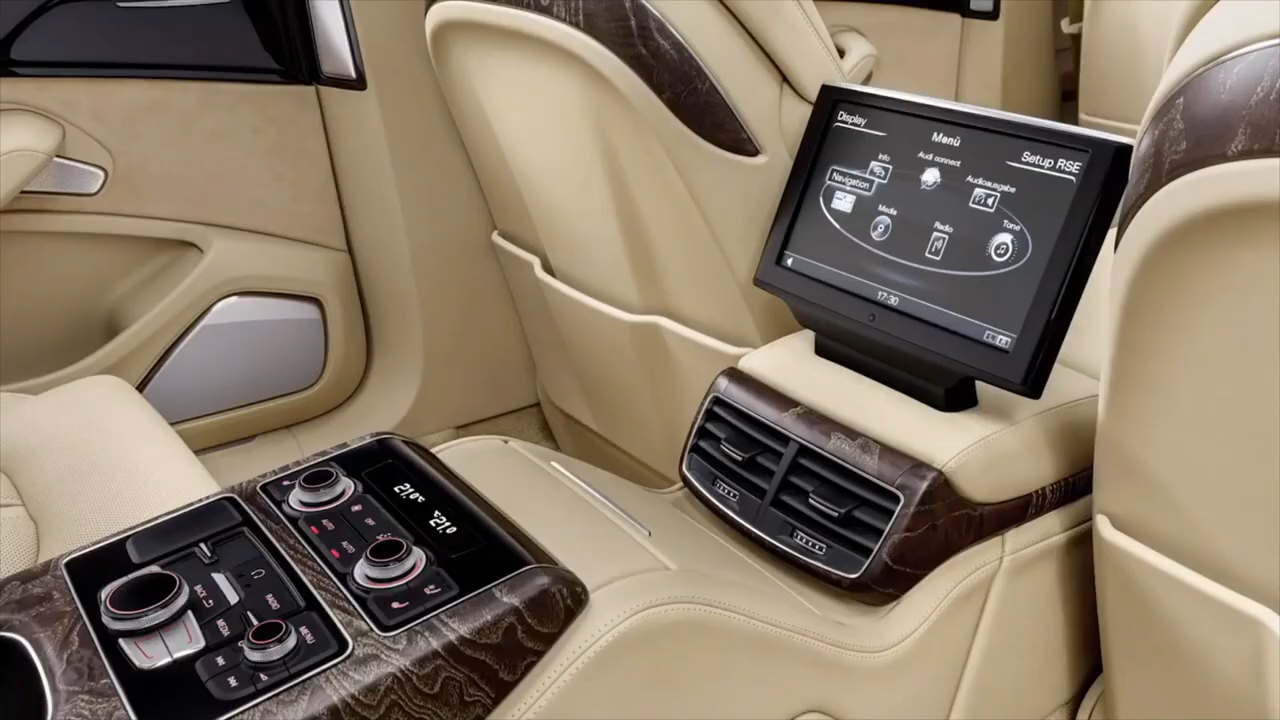 Display
Menü
Setup RSE
Info
Audi connect
Audioausgabe
Navigation
Media
Radio
Tone
17:30
21.0°C
21.0
AUTO
OFF
AUTO
BACK
RADIO
MEDIA
MENU